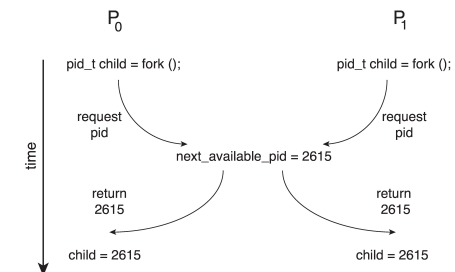 P0 P1
pid_t child = fork (); pid_t child = fork ();
request request
pid pid
time
next_available_pid = 2615
return return
2615 2615
child = 2615 child = 2615